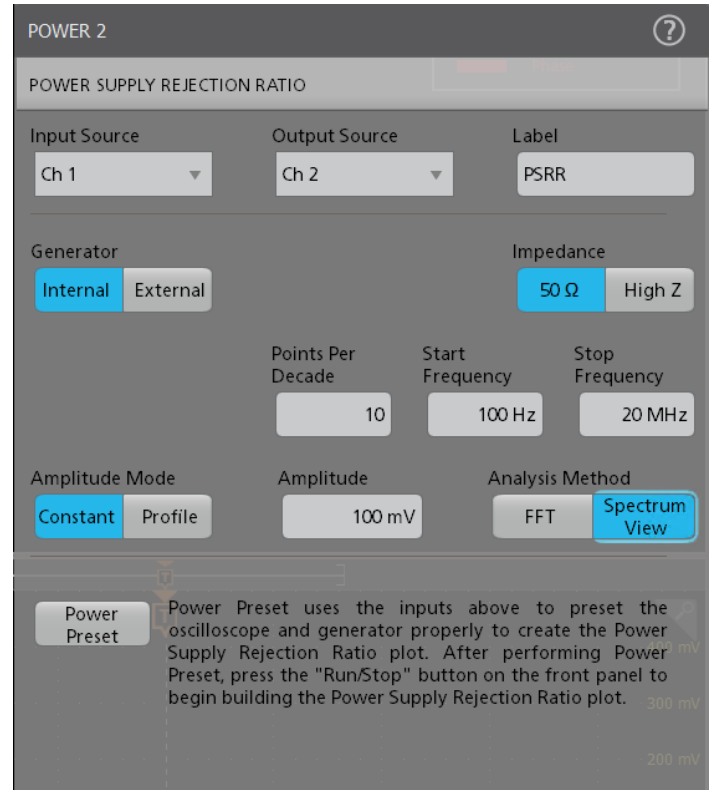 POWER 2
?
POWER SUPPLY REJECTION RATIO
Input Source
Output Source
Label
Ch 1
Ch 2
PSRR
Generator
Impedance
Internal
External
50 Ω
High Z
Points Per
Decade
Start
Frequency
Stop
Frequency
10
100 Hz
20 MHz
Amplitude Mode
Amplitude
Analysis Method
Constant
Profile
100 mV
FFT
Spectrum
View
T
Power
Preset
T
Power Preset uses the inputs above to preset the
oscilloscope and generator properly to create the Power
Supply Rejection Ratio plot. After performing Power
Preset, press the "Run/Stop" button on the front panel to
begin building the Power Supply Rejection Ratio plot.
400 mV
300 mV
200 mV